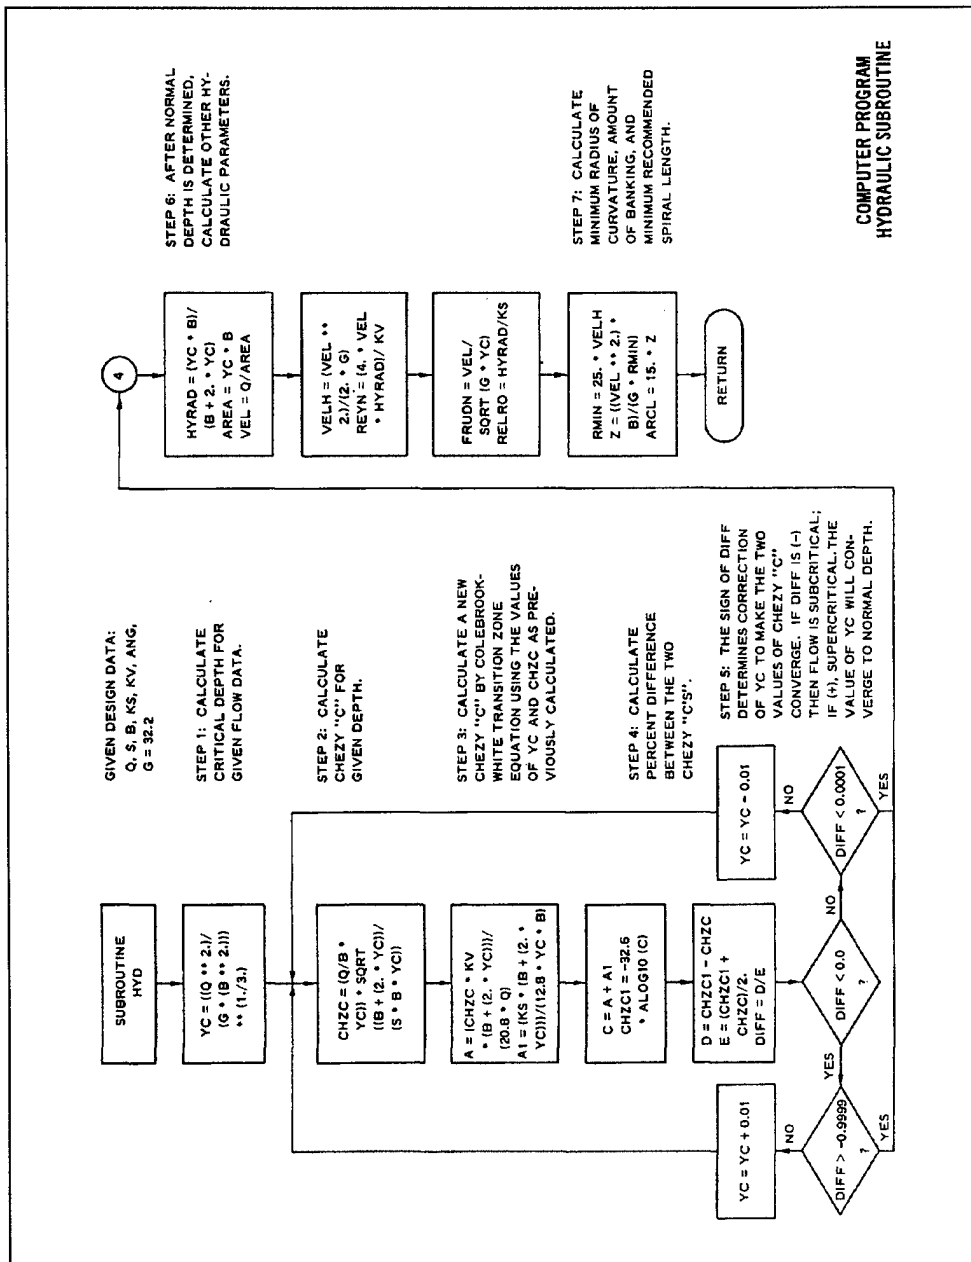 GIVEN DESIGN DATA:
Q, S, B, KS, KV, ANG,
G = 32.2
SUBROUTINE
HYD
STEP 1: CALCULATE
CRITICAL DEPTH FOR
GIVEN FLOW DATA.
YC = ((Q ** 2.)/
(G * (B ** 2.)))
** (1./3.)
STEP 2: CALCULATE
CHEZY "C" FOR
GIVEN DEPTH.
CHZC = (Q/B *
YC)) * SQRT
((B + (2. * YC))/
(S * B * YC))
STEP 3: CALCULATE A NEW
CHEZY "C" BY COLEBROOK-
WHITE TRANSITION ZONE
EQUATION USING THE VALUES
OF YC AND CHZC AS PRE-
VIOUSLY CALCULATED.
A = (CHZC * KV
* (B + (2. * YC)))/
(20.8 * Q)
A1 = (KS * (B + (2. *
YC)))/(12.8 * YC * B)
C = A + A1
CHZC1 = -32.6
* ALOG10 (C)
STEP 4: CALCULATE
PERCENT DIFFERENCE
BETWEEN THE TWO
CHEZY "C'S".
D = CHZC1 - CHZC
E = (CHZC1 +
CHZC)/2.
DIFF = D/E
STEP 5: THE SIGN OF DIFF
DETERMINES CORRECTION
OF YC TO MAKE THE TWO
VALUES OF CHEZY "C"
CONVERGE. IF DIFF IS (-)
THEN FLOW IS SUBCRITICAL;
IF (+), SUPERCRITICAL. THE
VALUE OF YC WILL CON-
VERGE TO NORMAL DEPTH.
YC = YC + 0.01
YC = YC - 0.01
NO
NO
YES
NO
DIFF > -0.9999
?
DIFF < 0.0
?
DIFF < 0.0001
?
YES
YES
4
STEP 6: AFTER NORMAL
DEPTH IS DETERMINED,
CALCULATE OTHER HY-
DRAULIC PARAMETERS.
HYRAD = (YC * B)/
(B + 2. * YC)
AREA = YC * B
VEL = Q/AREA
VELH = (VEL **
2.)/(2. * G)
REYN = (4. * VEL
* HYRAD)/ KV
FRUDN = VEL/
SQRT (G * YC)
RELRO = HYRAD/KS
STEP 7: CALCULATE
MINIMUM RADIUS OF
CURVATURE, AMOUNT
OF BANKING, AND
MINIMUM RECOMMENDED
SPIRAL LENGTH.
RMIN = 25. * VELH
Z = ((VEL ** 2.) *
B)/(G * RMIN)
ARCL = 15. * Z
RETURN
COMPUTER PROGRAM
HYDRAULIC SUBROUTINE